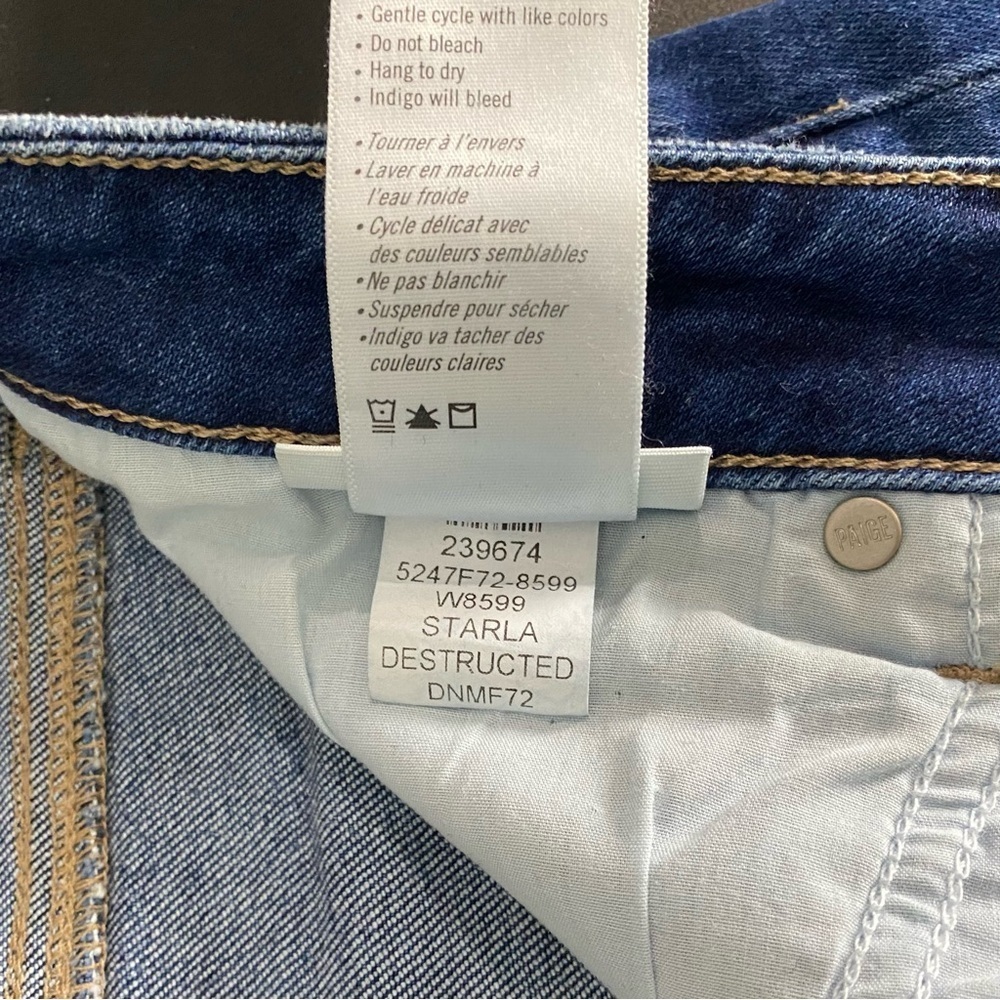 • Gentle cycle with like colors
• Do not bleach
• Hang to dry
• Indigo will bleed
• Tourner à l'envers
• Laver en machine à
l'eau froide
• Cycle délicat avec
des couleurs semblables
• Ne pas blanchir
• Suspendre pour sécher
• Indigo va tacher des
couleurs claires
239674
5247F72-8599
W8599
STARLA
DESTRUCTED
DNMF72
PAIGE